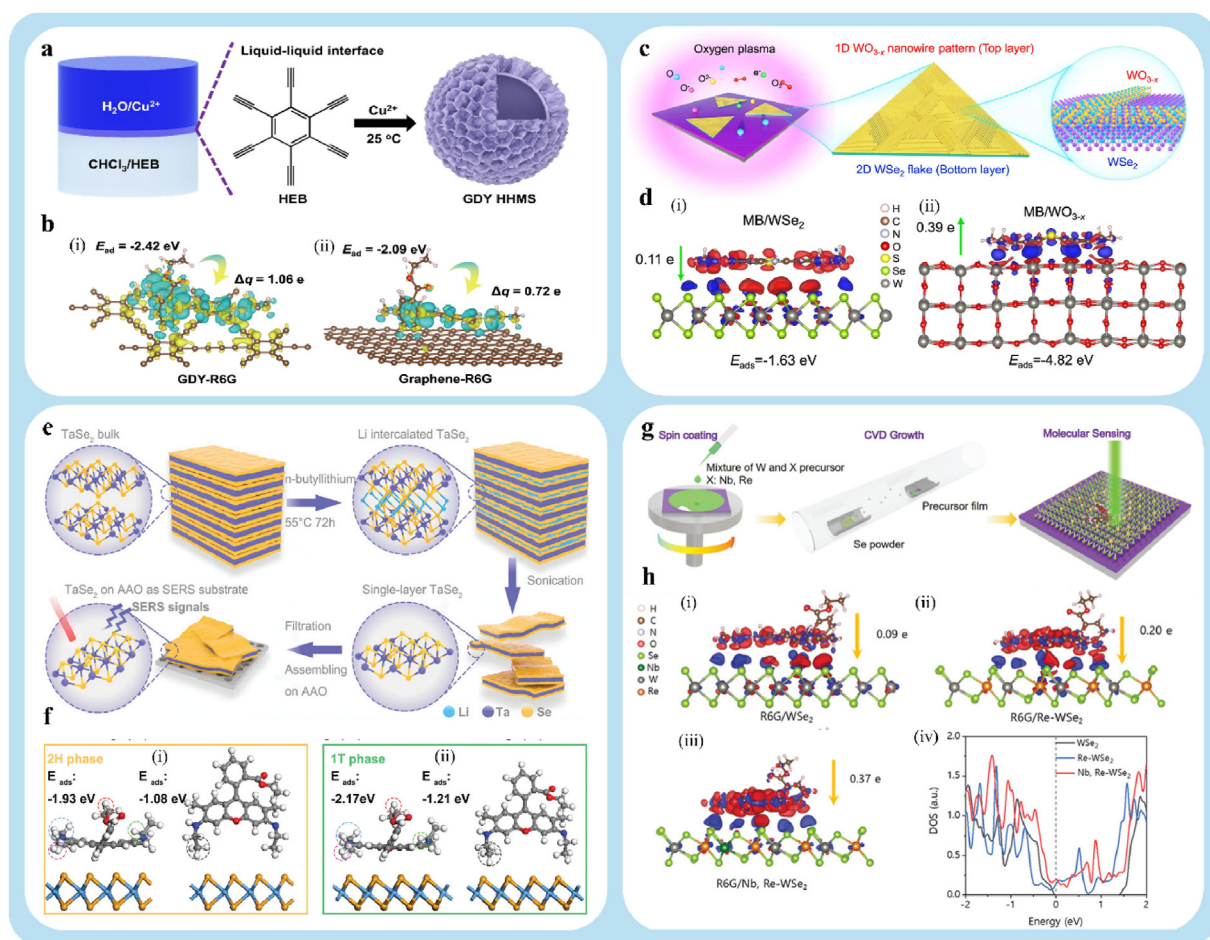 a
Liquid-liquid interface
H₂O/Cu²⁺
CHCl₃/HEB
HEB
Cu²⁺
25 °C
GDY HHMS
b
(i)
E_ad = -2.42 eV
Δq = 1.06 e
GDY-R6G
(ii)
E_ad = -2.09 eV
Δq = 0.72 e
Graphene-R6G
c
Oxygen plasma
1D WO₃₋ₓ nanowire pattern (Top layer)
WO₃₋ₓ
WSe₂
2D WSe₂ flake (Bottom layer)
d
(i)
MB/WSe₂
0.11 e
E_ads=-1.63 eV
H
C
N
O
S
Se
W
(ii)
MB/WO₃₋ₓ
0.39 e
E_ads=-4.82 eV
e
TaSe₂ bulk
n-butyllithium
55°C 72h
Li intercalated TaSe₂
Sonication
Single-layer TaSe₂
Filtration
Assembling
on AAO
TaSe₂ on AAO as SERS substrate
SERS signals
Li
Ta
Se
f
2H phase
(i)
E ads:
-1.93 eV
E ads:
-1.08 eV
1T phase
(ii)
E ads:
-2.17eV
E ads:
-1.21 eV
g
Spin coating
Mixture of W and X precursor
X: Nb, Re
CVD Growth
Precursor film
Se powder
Molecular Sensing
h
H
C
N
O
Se
Nb
W
Re
(i)
0.09 e
R6G/WSe₂
(ii)
0.20 e
R6G/Re-WSe₂
(iii)
0.37 e
R6G/Nb, Re-WSe₂
(iv)
WSe₂
Re-WSe₂
Nb, Re-WSe₂
DOS (a.u.)
2.0
1.5
1.0
0.5
0.0
-2 -1 0 1 2
Energy (eV)